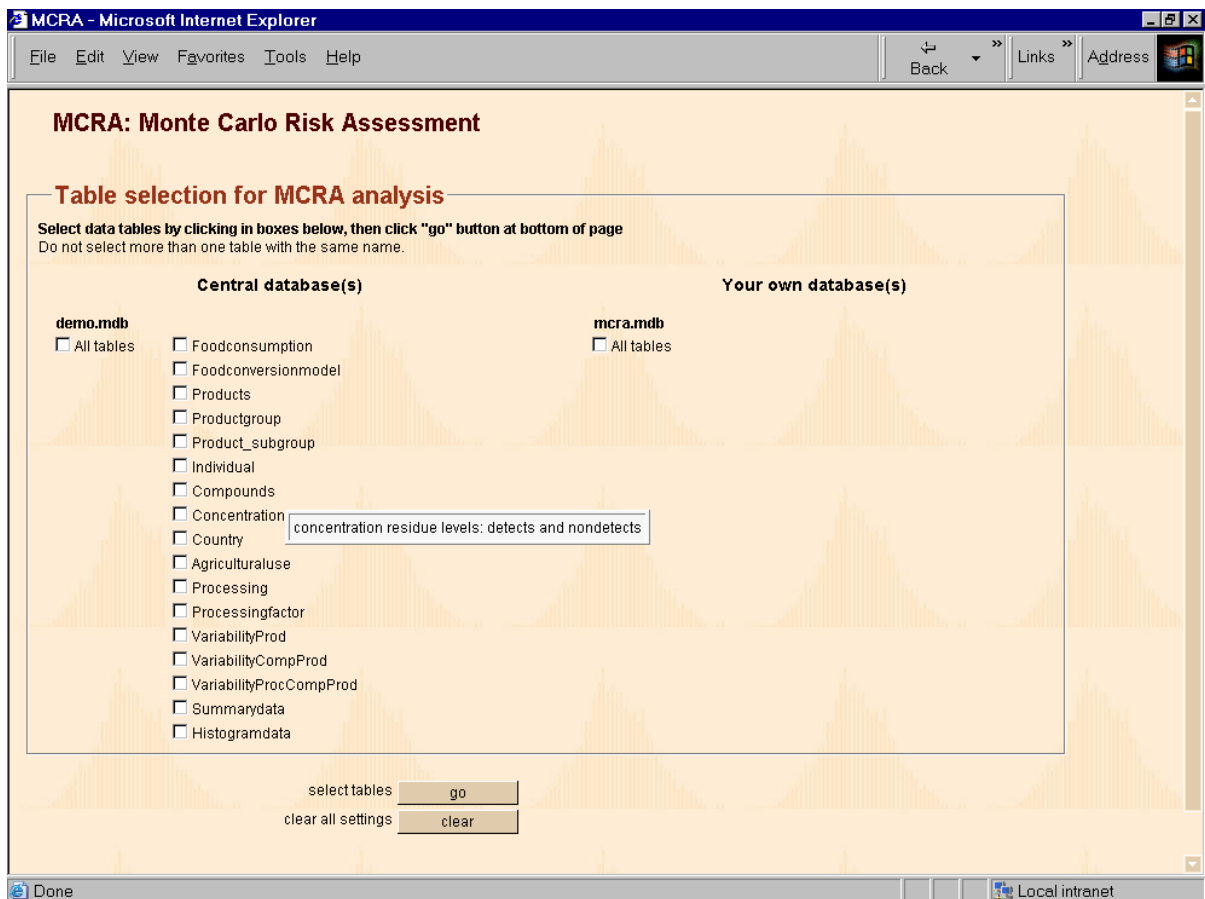 MCRA - Microsoft Internet Explorer
File Edit View Favorites Tools Help
Back » Links » Address
MCRA: Monte Carlo Risk Assessment
Table selection for MCRA analysis
Select data tables by clicking in boxes below, then click "go" button at bottom of page
Do not select more than one table with the same name.
Central database(s) Your own database(s)
demo.mdb mcra.mdb
All tables Foodconsumption All tables
Foodconversionmodel
Products
Productgroup
Product_subgroup
Individual
Compounds
Concentration
concentration residue levels: detects and nondetects
Country
Agriculturaluse
Processing
Processingfactor
VariabilityProd
VariabilityCompProd
VariabilityProcCompProd
Summarydata
Histogramdata
select tables go
clear all settings clear
Done Local intranet